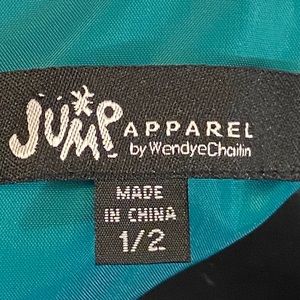 JUMP APPAREL
by WendyeChaitin
MADE
IN CHINA
1/2